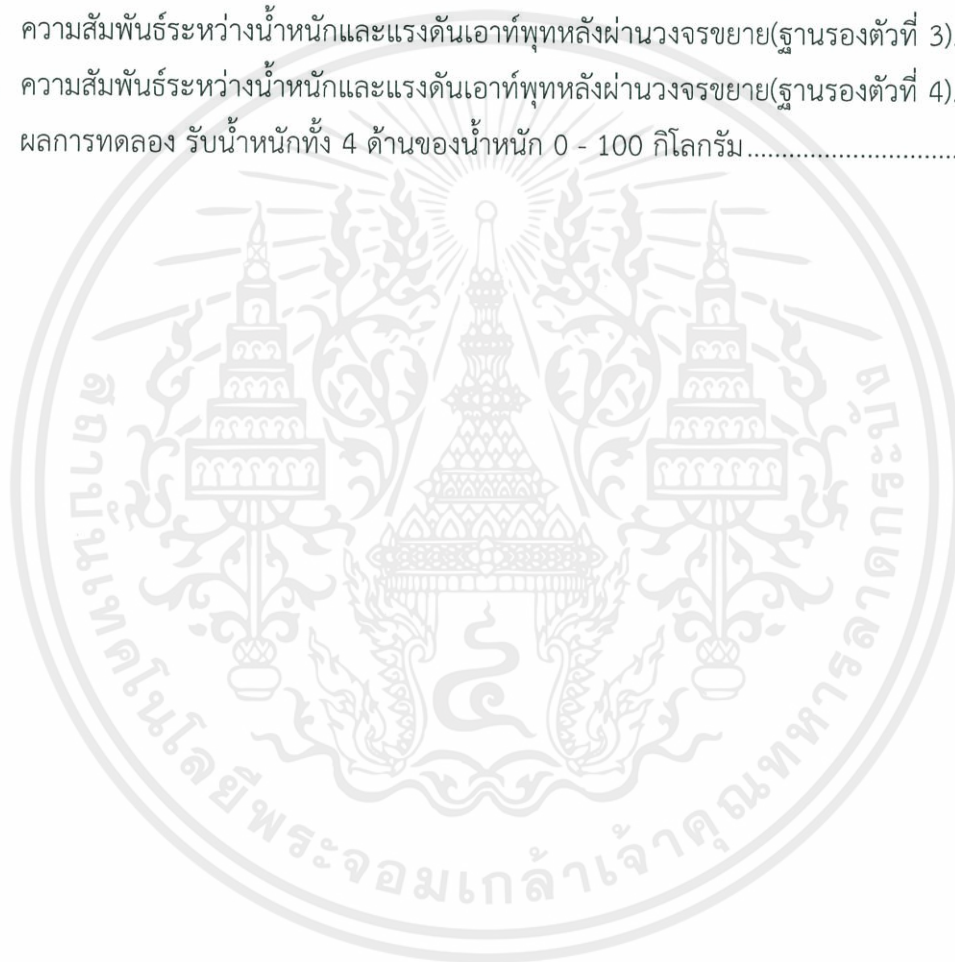 ความสัมพันธ์ระหว่างน้ำหนักและแรงดันเอาท์พุทหลังผ่านวงจรขยาย(ฐานรองตัวที่ 3).
ความสัมพันธ์ระหว่างน้ำหนักและแรงดันเอาท์พุทหลังผ่านวงจรขยาย(ฐานรองตัวที่ 4).
ผลการทดลอง รับน้ำหนักทั้ง 4 ด้านของน้ำหนัก 0 - 100 กิโลกรัม...............................
สถาบันเทคโนโลยีพระจอมเกล้าเจ้าคุณทหารลาดกระบัง
๔